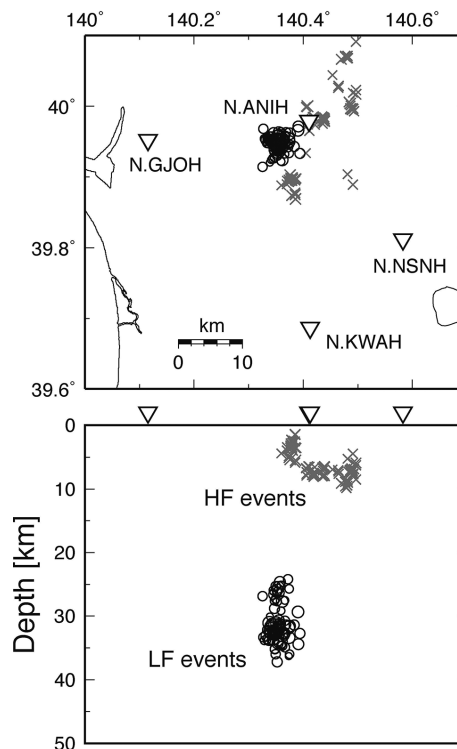 140° 140.2° 140.4° 140.6°
40°
N.ANIH
N.GJOH
39.8°
N.NSNH
km
0 10
N.KWAH
39.6°
0
10
HF events
20
Depth [km]
30
LF events
40
50